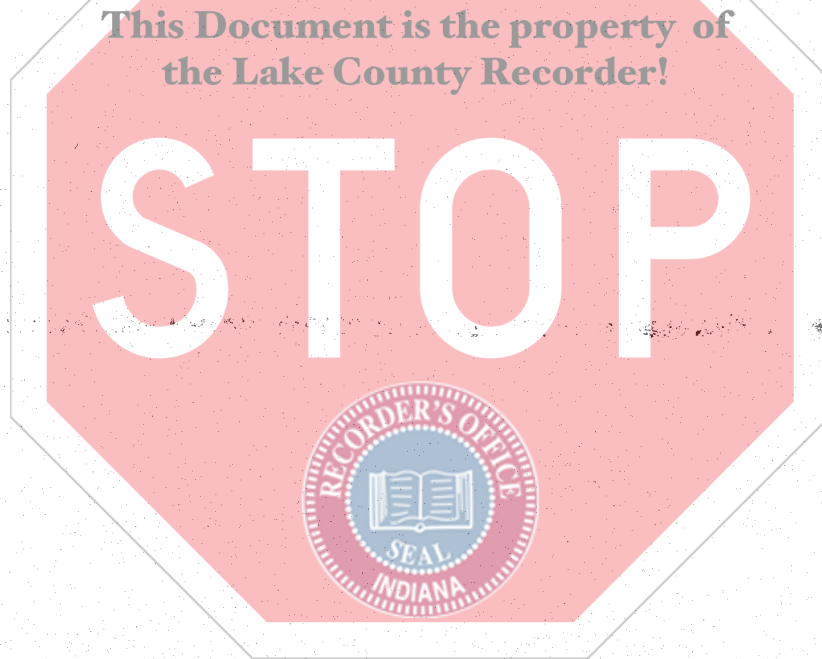 This Document is the property of
the Lake County Recorder!
STOP
RECORDER'S OFFICE
SEAL
INDIANA